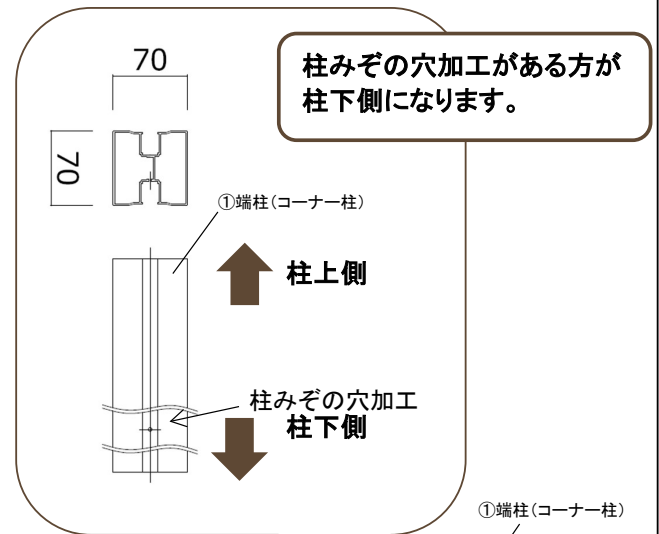 柱みぞの穴加工がある方が
柱下側になります。
70
70
①端柱(コーナー柱)
柱上側
柱みぞの穴加工
柱下側
①端柱(コーナー柱)